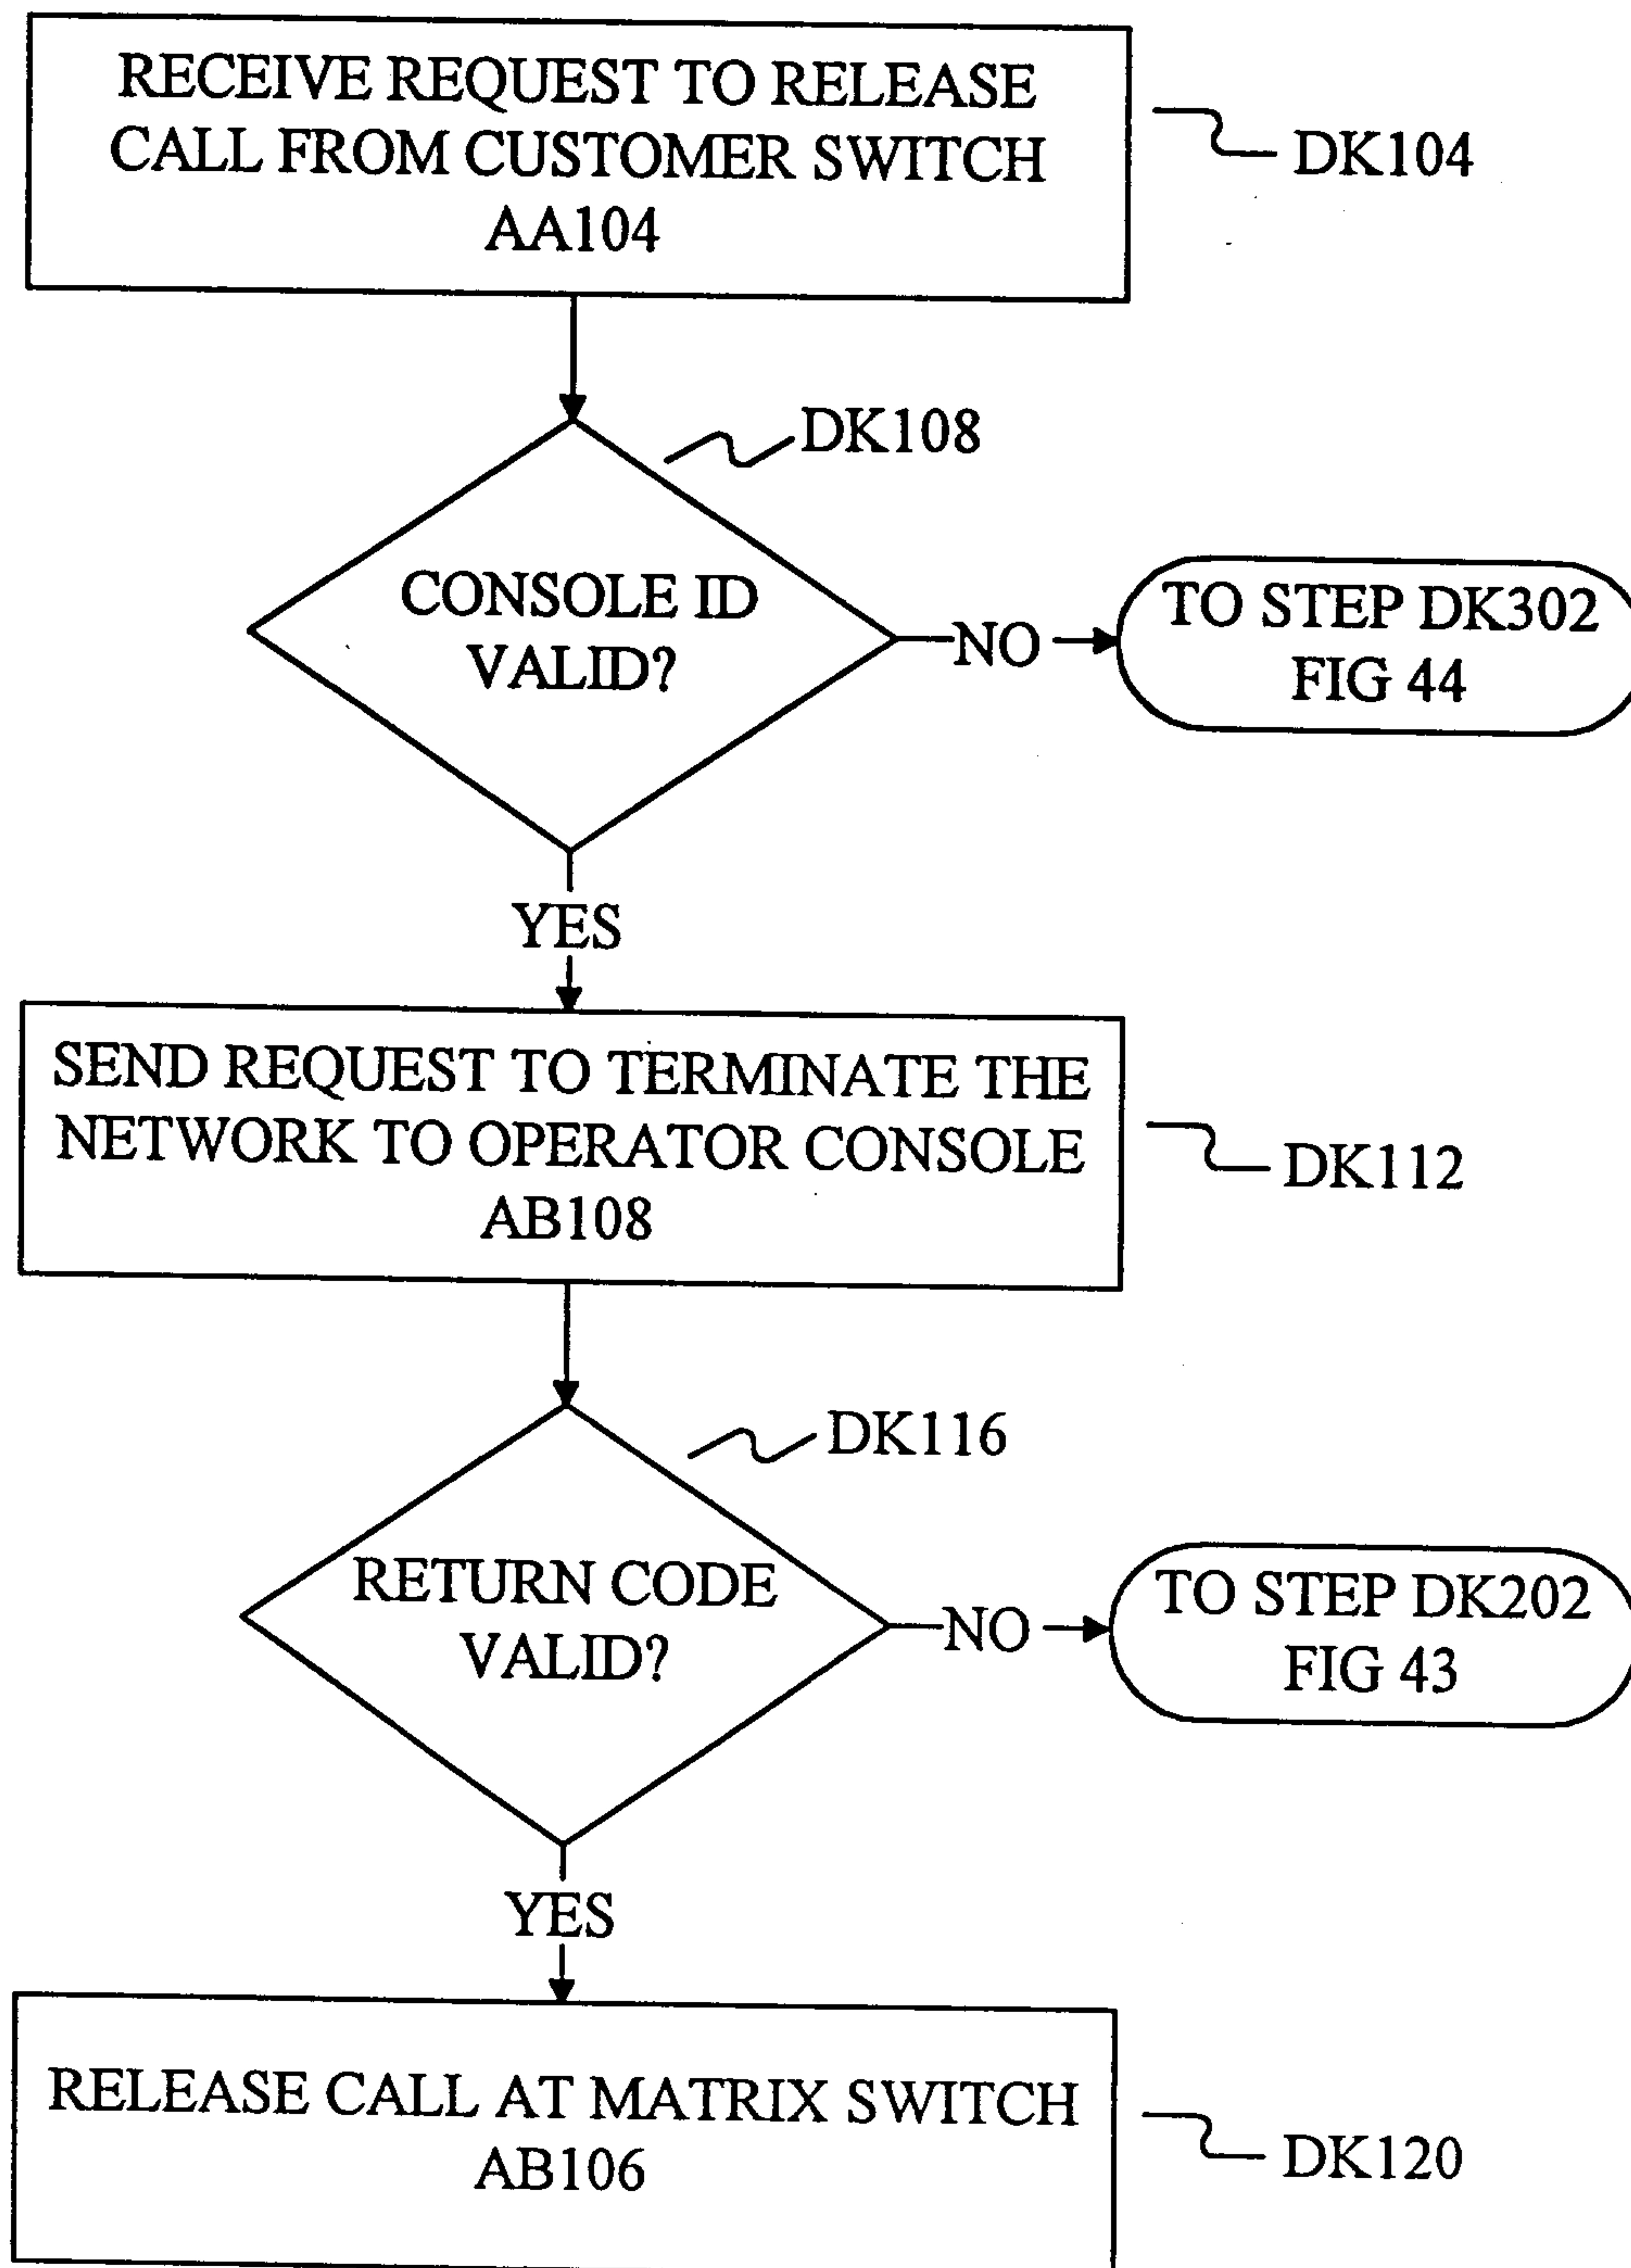 RECEIVE REQUEST TO RELEASE
CALL FROM CUSTOMER SWITCH
AA104
DK104
DK108
CONSOLE ID
VALID?
NO
TO STEP DK302
FIG 44
YES
SEND REQUEST TO TERMINATE THE
NETWORK TO OPERATOR CONSOLE
AB108
DK112
DK116
RETURN CODE
VALID?
NO
TO STEP DK202
FIG 43
YES
RELEASE CALL AT MATRIX SWITCH
AB106
DK120